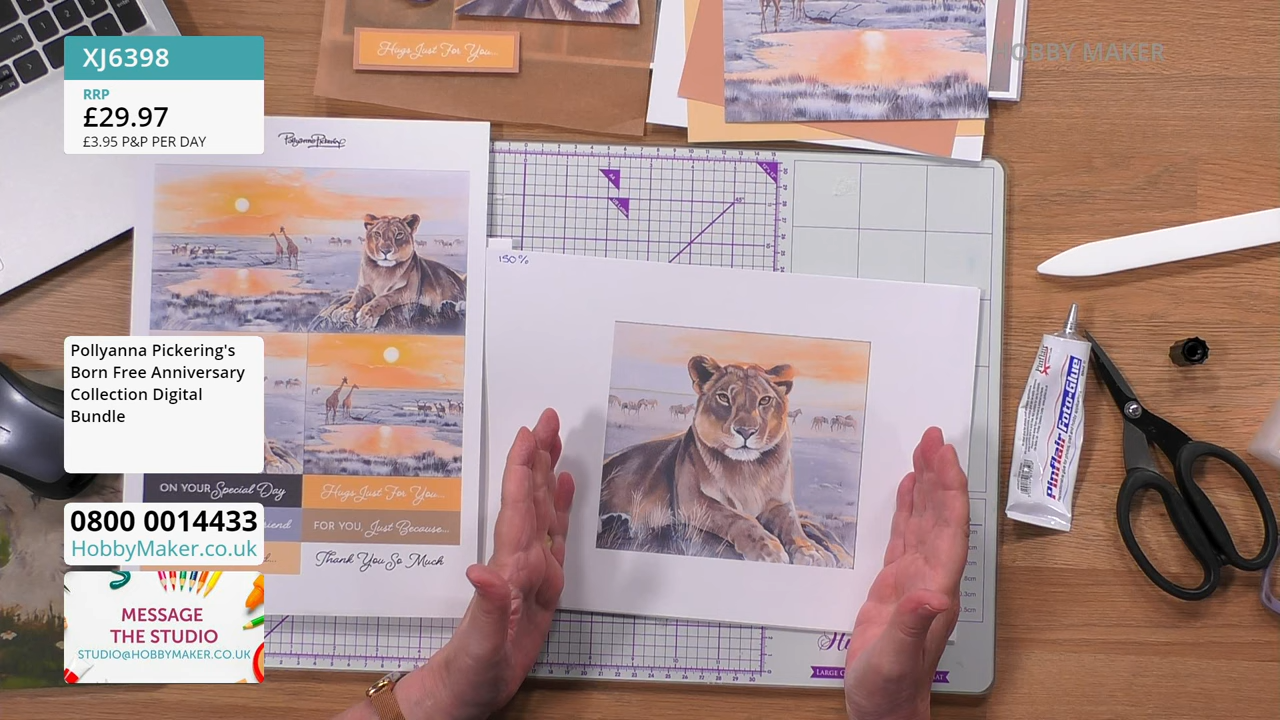 XJ6398
RRP
£29.97
£3.95 P&P PER DAY
Pollyanna Pickering's
Born Free Anniversary
Collection Digital
Bundle
0800 0014433
HobbyMaker.co.uk
MESSAGE
THE STUDIO
STUDIO@HOBBYMAKER.CO.UK
HOBBY MAKER
Hugs Just For You...
Pollyanna Pickering
150%
ON YOUR Special Day
Hugs Just For You...
FOR YOU, Just Because...
Thank You So Much
Pinflair Foto-Glue